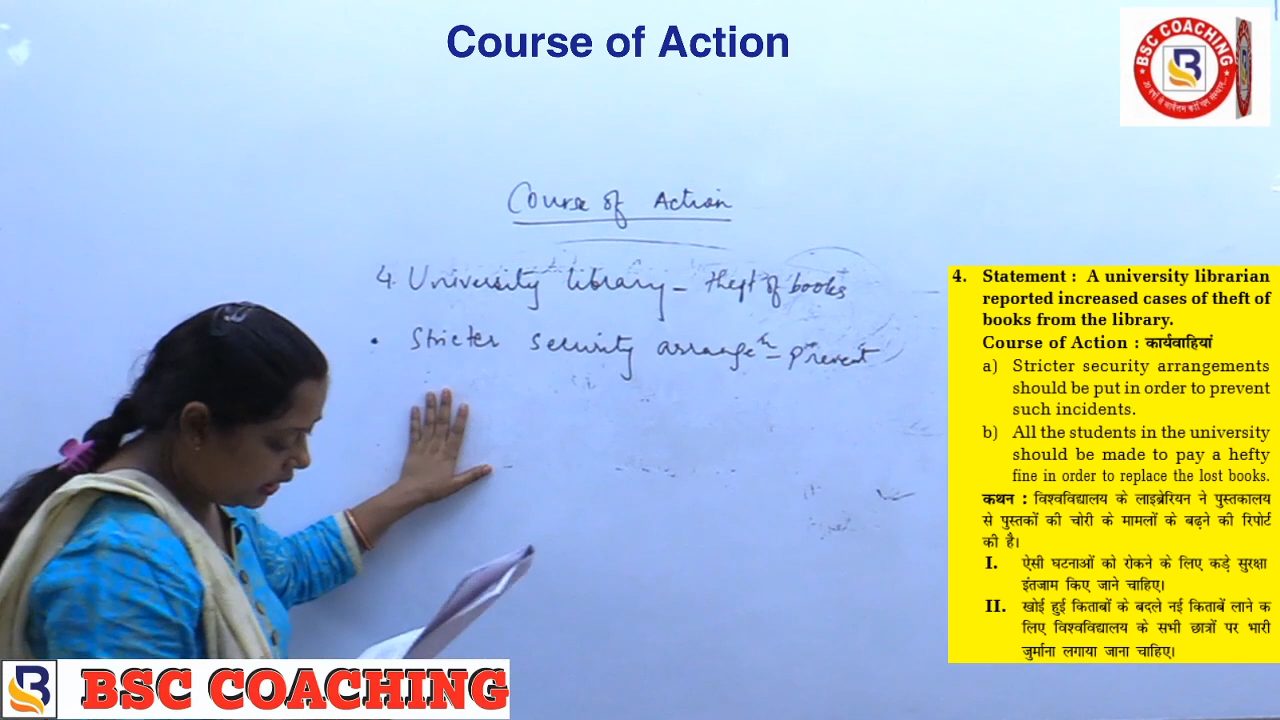 Course of Action
BSC COACHING
Course of Action
4. University library - theft of books
• Stricter security arrangeᵗˢ - prevent
4. Statement : A university librarian
reported increased cases of theft of
books from the library.
Course of Action : कार्यवाहियां
a) Stricter security arrangements
should be put in order to prevent
such incidents.
b) All the students in the university
should be made to pay a hefty
fine in order to replace the lost books.
कथन : विश्वविद्यालय के लाइब्रेरियन ने पुस्तकालय
से पुस्तकों की चोरी के मामलों के बढ़ने की रिपोर्ट
की है।
I. ऐसी घटनाओं को रोकने के लिए कड़े सुरक्षा
इंतजाम किए जाने चाहिए।
II. खोई हुई किताबों के बदले नई किताबें लाने क
लिए विश्वविद्यालय के सभी छात्रों पर भारी
जुर्माना लगाया जाना चाहिए।
BSC COACHING